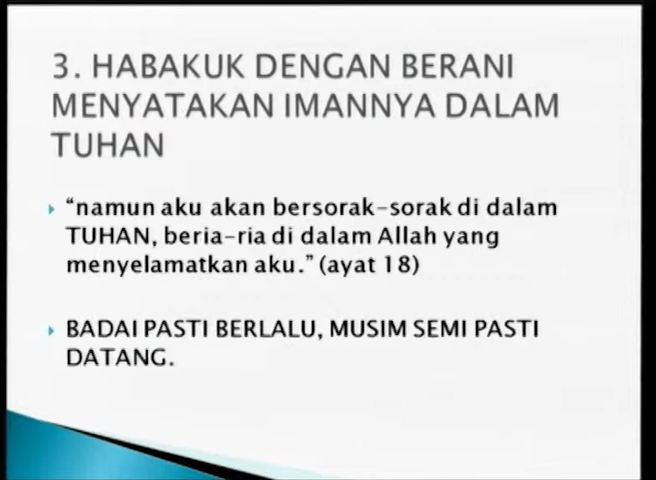 3. HABAKUK DENGAN BERANI
MENYATAKAN IMANNYA DALAM
TUHAN
“namun aku akan bersorak-sorak di dalam
TUHAN, beria-ria di dalam Allah yang
menyelamatkan aku.” (ayat 18)
BADAI PASTI BERLALU, MUSIM SEMI PASTI
DATANG.